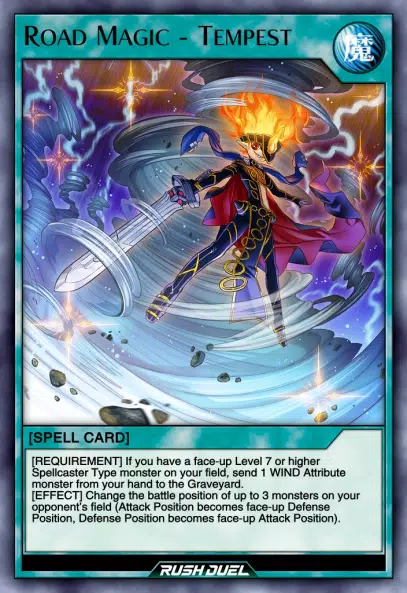 Road Magic - Tempest
魔
[SPELL CARD]
[REQUIREMENT] If you have a face-up Level 7 or higher
Spellcaster Type monster on your field, send 1 WIND Attribute
monster from your hand to the Graveyard.
[EFFECT] Change the battle position of up to 3 monsters on your
opponent's field (Attack Position becomes face-up Defense
Position, Defense Position becomes face-up Attack Position).
RUSH DUEL